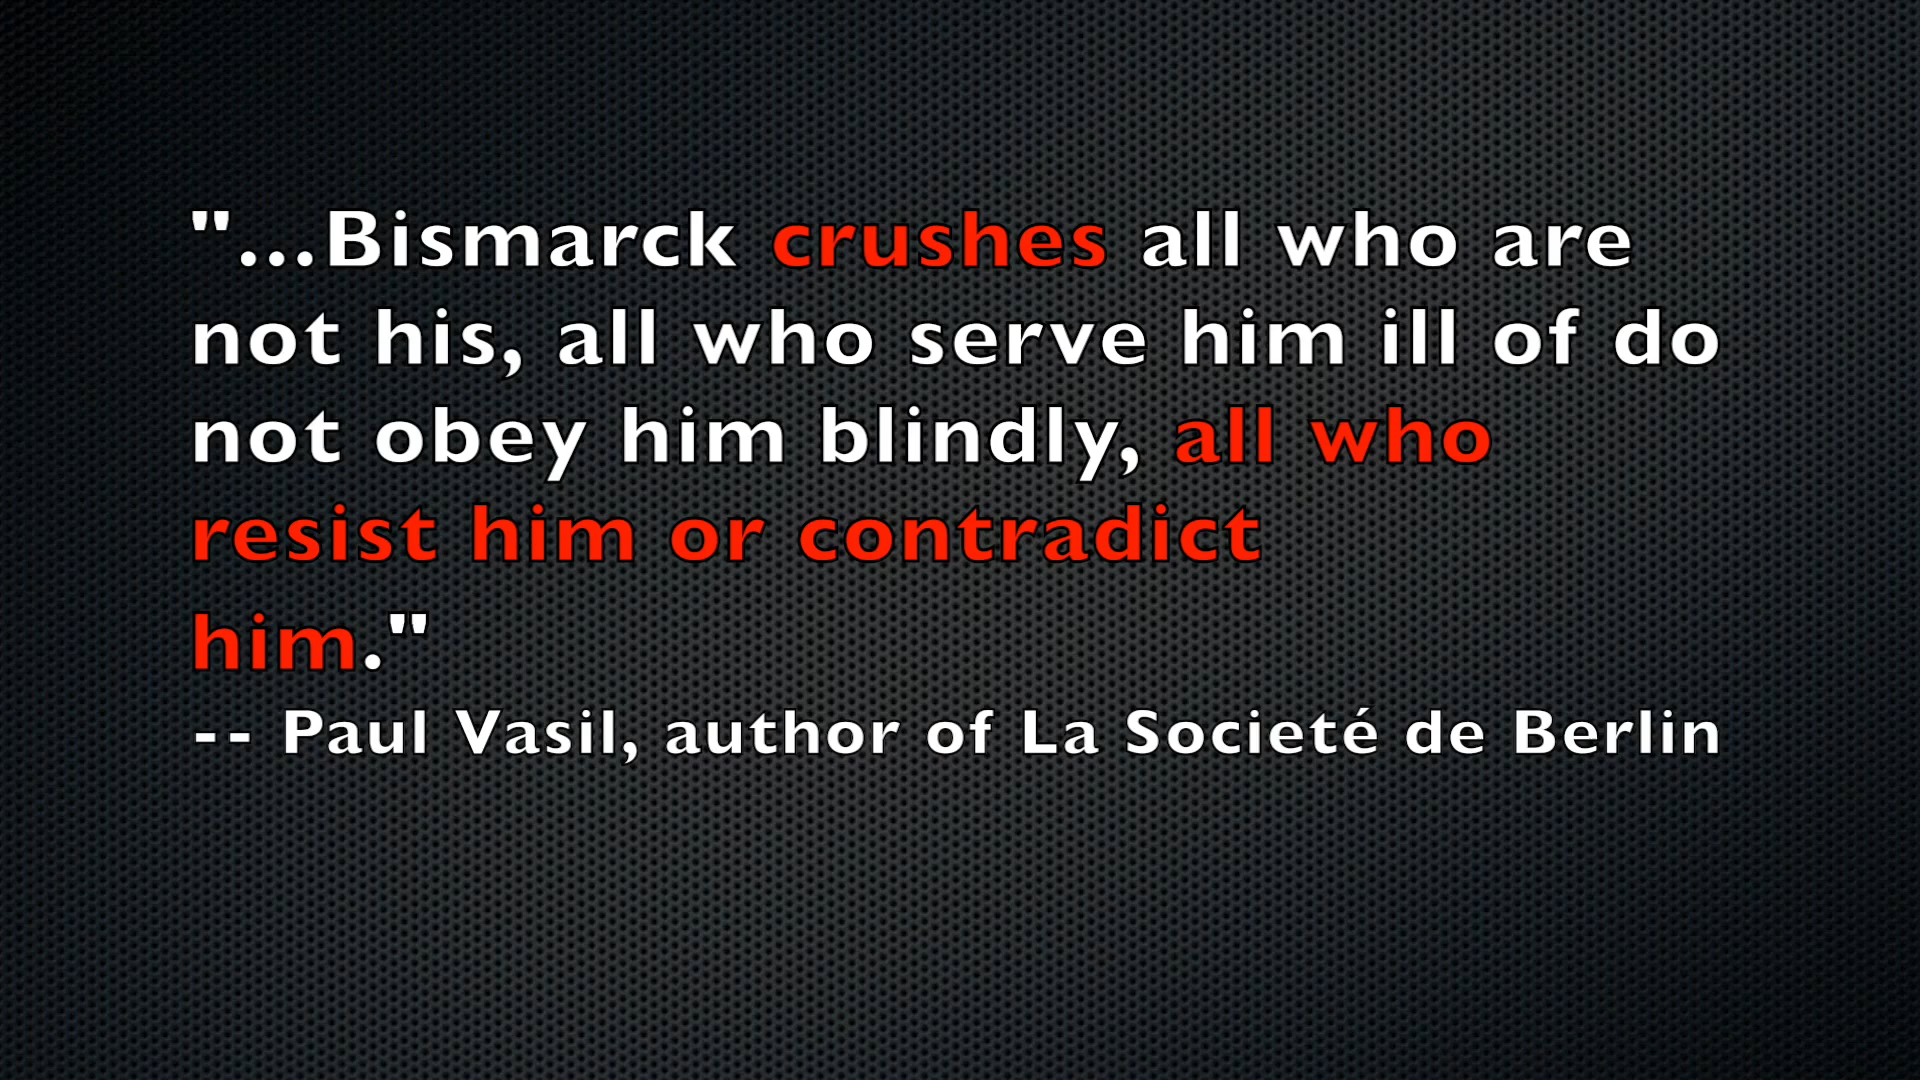 "...Bismarck crushes all who are
not his, all who serve him ill of do
not obey him blindly, all who
resist him or contradict
him."
-- Paul Vasil, author of La Societé de Berlin